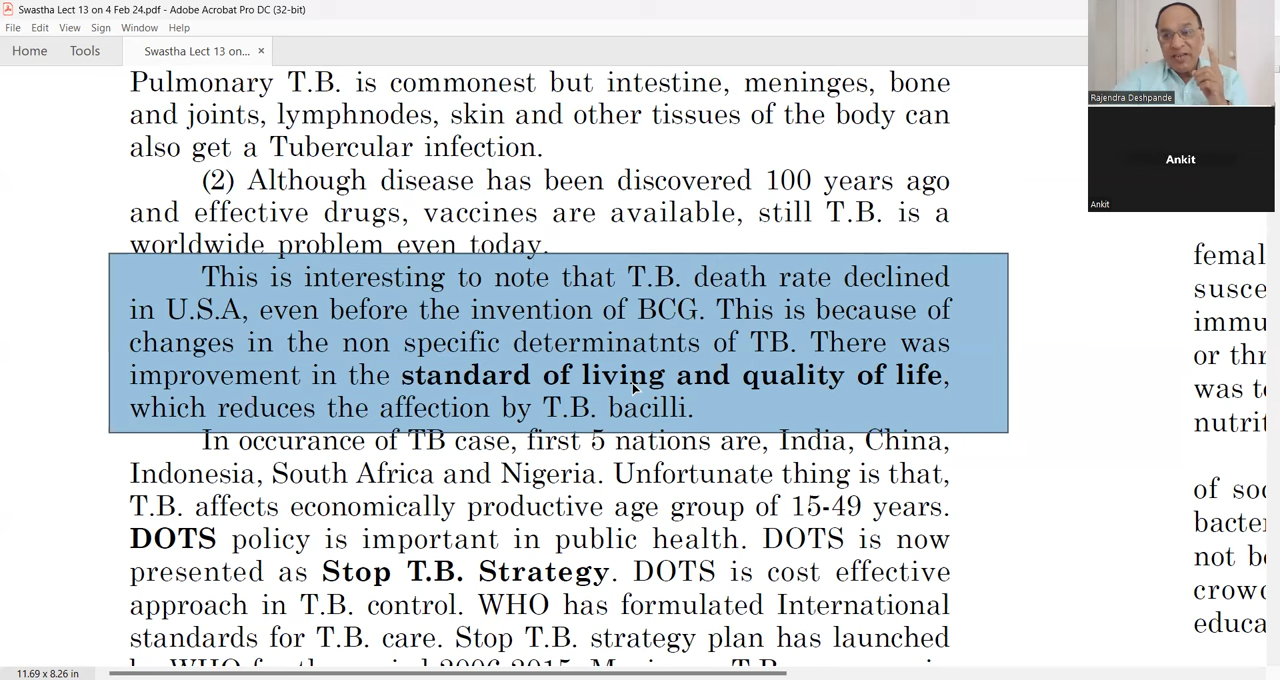 Swastha Lect 13 on 4 Feb 24.pdf - Adobe Acrobat Pro DC (32-bit)
File Edit View Sign Window Help
Home Tools Swastha Lect 13 on... ×
Pulmonary T.B. is commonest but intestine, meninges, bone
and joints, lymphnodes, skin and other tissues of the body can
also get a Tubercular infection.
(2) Although disease has been discovered 100 years ago
and effective drugs, vaccines are available, still T.B. is a
worldwide problem even today.
This is interesting to note that T.B. death rate declined
in U.S.A, even before the invention of BCG. This is because of
changes in the non specific determinatnts of TB. There was
improvement in the standard of living and quality of life,
which reduces the affection by T.B. bacilli.
In occurance of TB case, first 5 nations are, India, China,
Indonesia, South Africa and Nigeria. Unfortunate thing is that,
T.B. affects economically productive age group of 15-49 years.
DOTS policy is important in public health. DOTS is now
presented as Stop T.B. Strategy. DOTS is cost effective
approach in T.B. control. WHO has formulated International
standards for T.B. care. Stop T.B. strategy plan has launched
by WHO for the period 2006-2015.
femal
susce
immu
or thr
was to
nutrit
of soc
bacter
not be
crowd
educa
Rajendra Deshpande
Ankit
Ankit
11.69 x 8.26 in